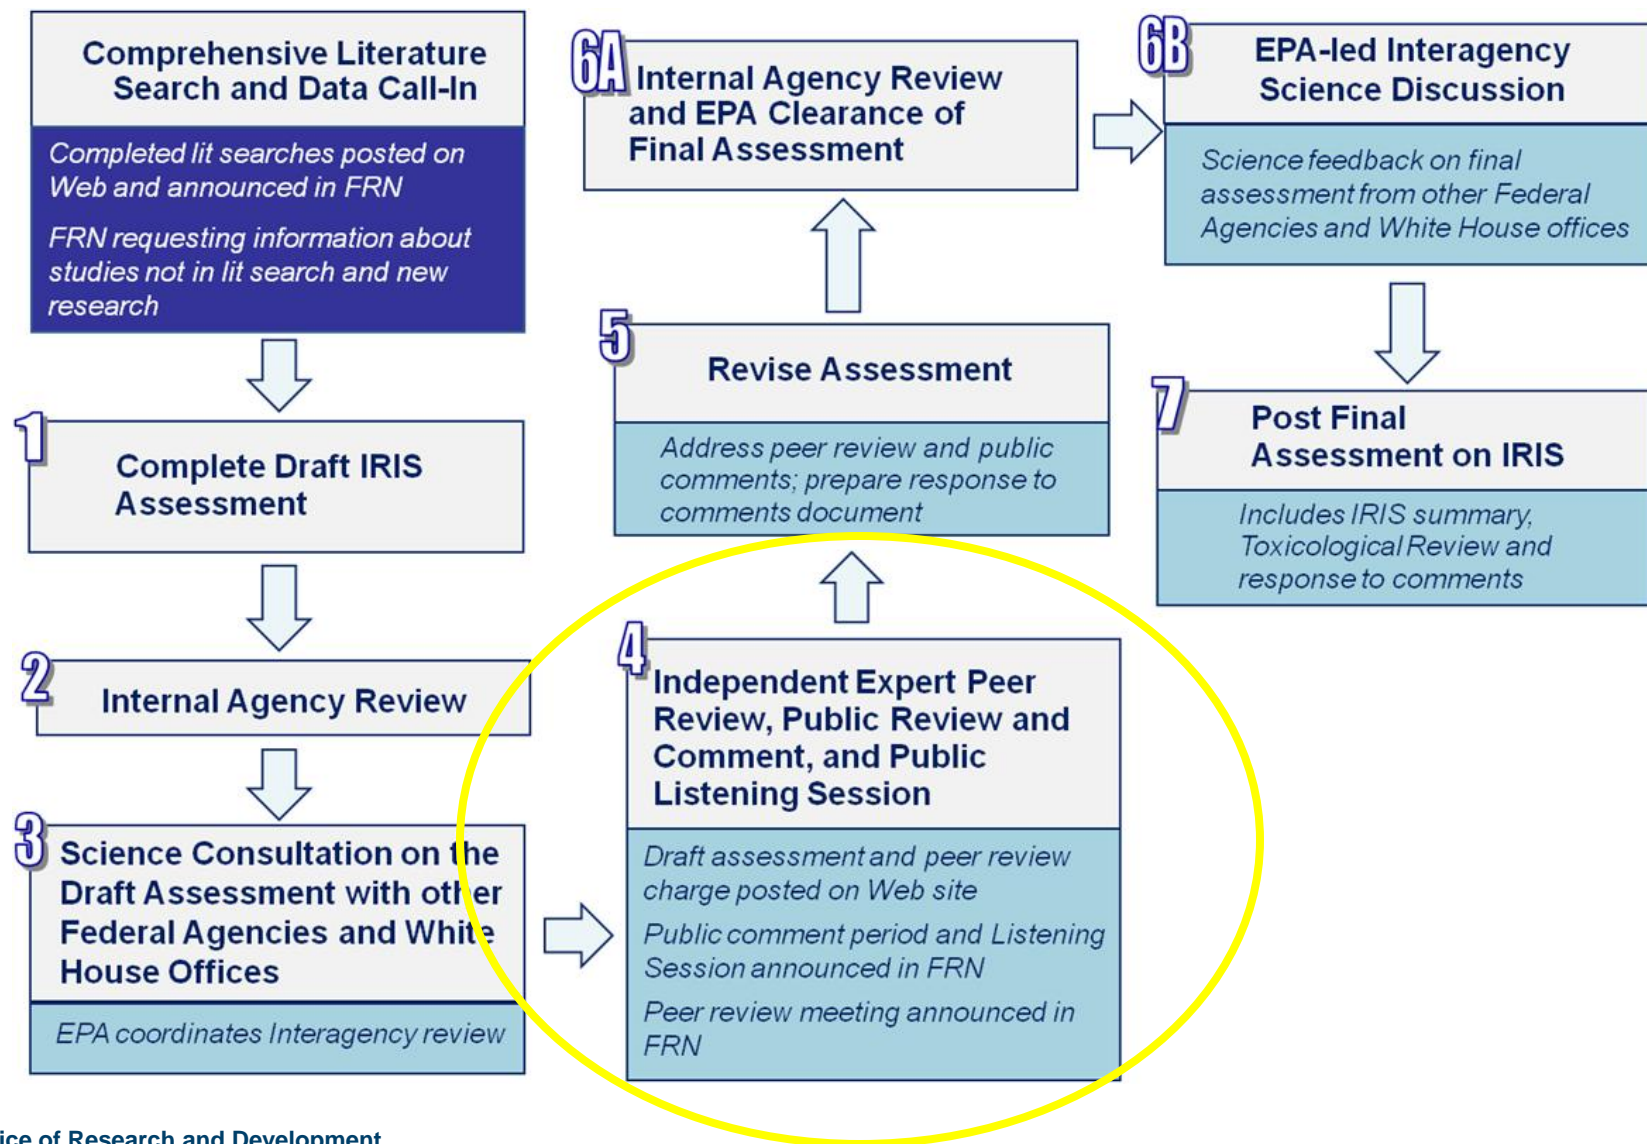 Comprehensive Literature
Search and Data Call-In
Completed lit searches posted on
Web and announced in FRN
FRN requesting information about
studies not in lit search and new
research
1
Complete Draft IRIS
Assessment
2
Internal Agency Review
3
Science Consultation on the
Draft Assessment with other
Federal Agencies and White
House Offices
EPA coordinates Interagency review
4
Independent Expert Peer
Review, Public Review and
Comment, and Public
Listening Session
Draft assessment and peer review
charge posted on Web site
Public comment period and Listening
Session announced in FRN
Peer review meeting announced in
FRN
5
Revise Assessment
Address peer review and public
comments; prepare response to
comments document
6A
Internal Agency Review
and EPA Clearance of
Final Assessment
6B
EPA-led Interagency
Science Discussion
Science feedback on final
assessment from other Federal
Agencies and White House offices
7
Post Final
Assessment on IRIS
Includes IRIS summary,
Toxicological Review and
response to comments
of Research and Development